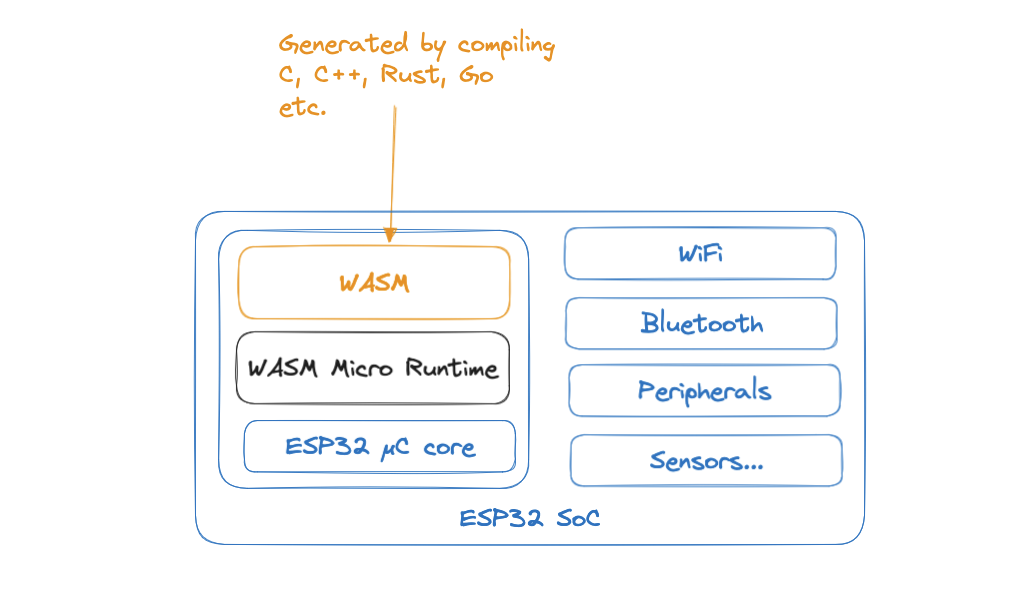 Generated by compiling
C, C++, Rust, Go
etc.
WASM
WASM Micro Runtime
ESP32 µC core
WiFi
Bluetooth
Peripherals
Sensors...
ESP32 SoC